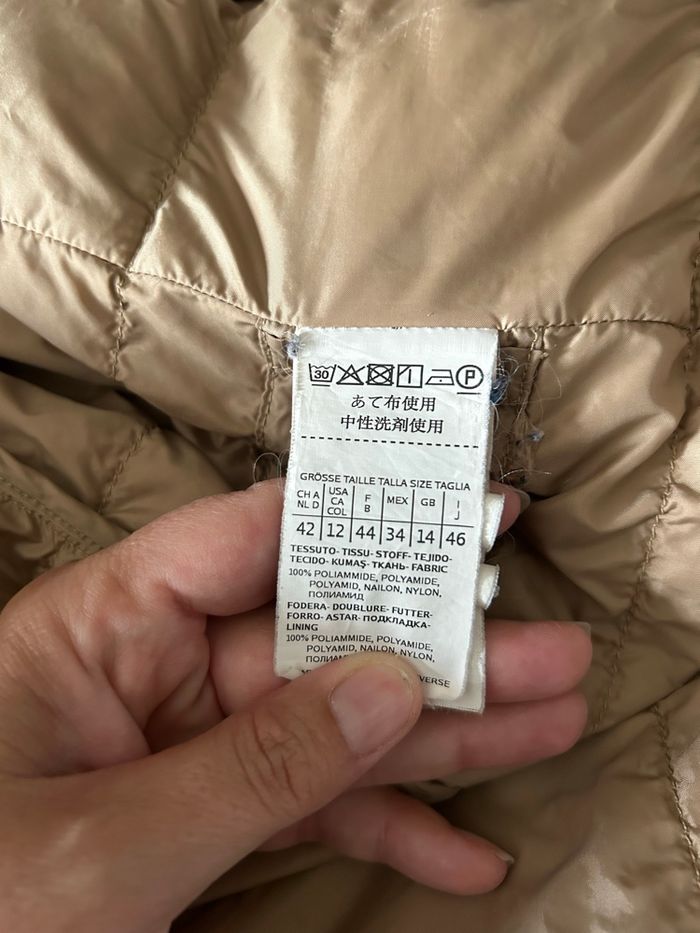 30 P
あて布使用
中性洗剤使用
GRÖSSE TAILLE TALLA SIZE TAGLIA
CH A NL D USA CA COL F B MEX GB I J
42 12 44 34 14 46
TESSUTO- TISSU- STOFF- TEJIDO-
TECIDO- KUMAŞ- ТКАНЬ- FABRIC
100% POLIAMMIDE, POLYAMIDE,
POLYAMID, NAILON, NYLON,
ПОЛИАМИД
FODERA- DOUBLURE- FUTTER-
FORRO- ASTAR- ПОДКЛАДКА-
LINING
100% POLIAMMIDE, POLYAMIDE,
POLYAMID, NAILON, NYLON,